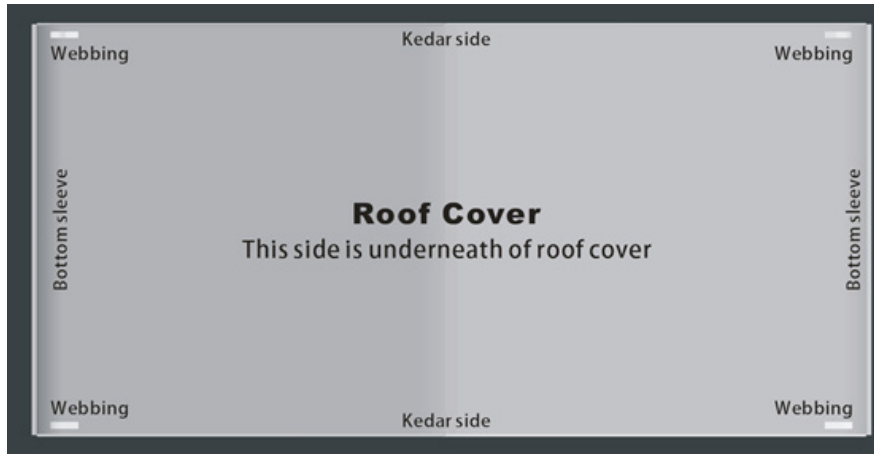 Kedar side
Webbing
Webbing
Bottom sleeve
Bottom sleeve
Roof Cover
This side is underneath of roof cover
Webbing
Webbing
Kedar side